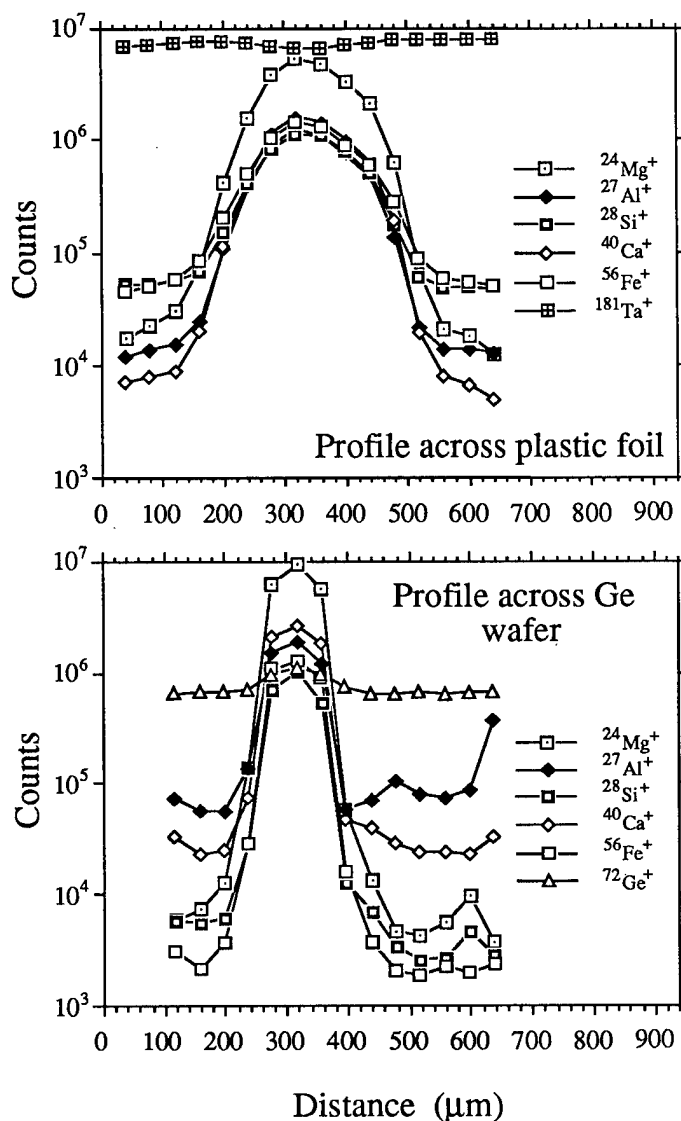 10⁷
10⁶
10⁵
10⁴
10³
Counts
²⁴Mg⁺
²⁷Al⁺
²⁸Si⁺
⁴⁰Ca⁺
⁵⁶Fe⁺
¹⁸¹Ta⁺
Profile across plastic foil
0 100 200 300 400 500 600 700 800 900
10⁷
10⁶
10⁵
10⁴
10³
Counts
Profile across Ge
wafer
²⁴Mg⁺
²⁷Al⁺
²⁸Si⁺
⁴⁰Ca⁺
⁵⁶Fe⁺
⁷²Ge⁺
0 100 200 300 400 500 600 700 800 900
Distance (µm)